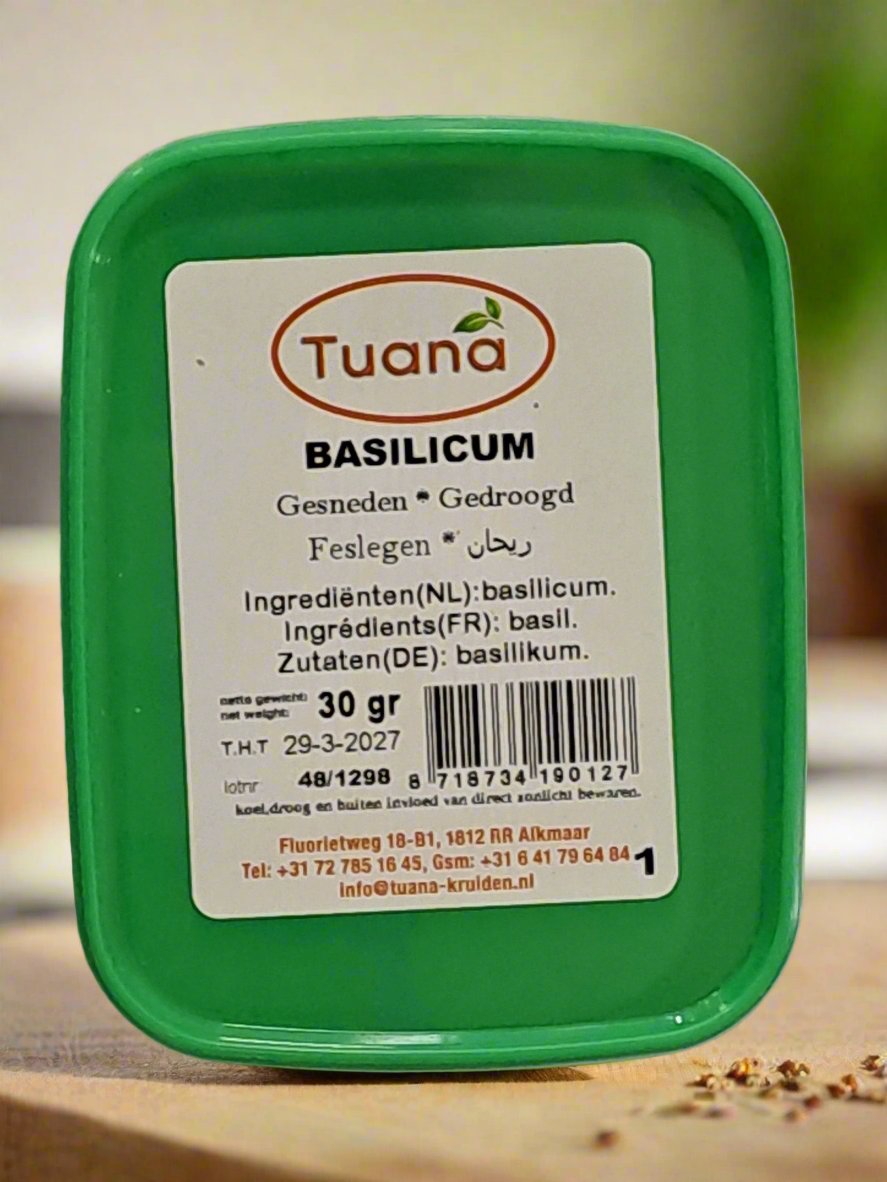 Tuana
BASILICUM
Gesneden * Gedroogd
Feslegen * ريحان
Ingrediënten(NL):basilicum.
Ingrédients(FR): basil.
Zutaten(DE): basilikum.
netto gewicht:
net weight:
30 gr
T.H.T 29-3-2027
lotnr 48/1298
8 718734 190127
koel,droog en buiten invloed van direct zonlicht bewaren.
Fluorietweg 18-B1, 1812 RR Alkmaar
Tel: +31 72 785 16 45, Gsm: +31 6 41 79 64 84
1
info@tuana-kruiden.nl